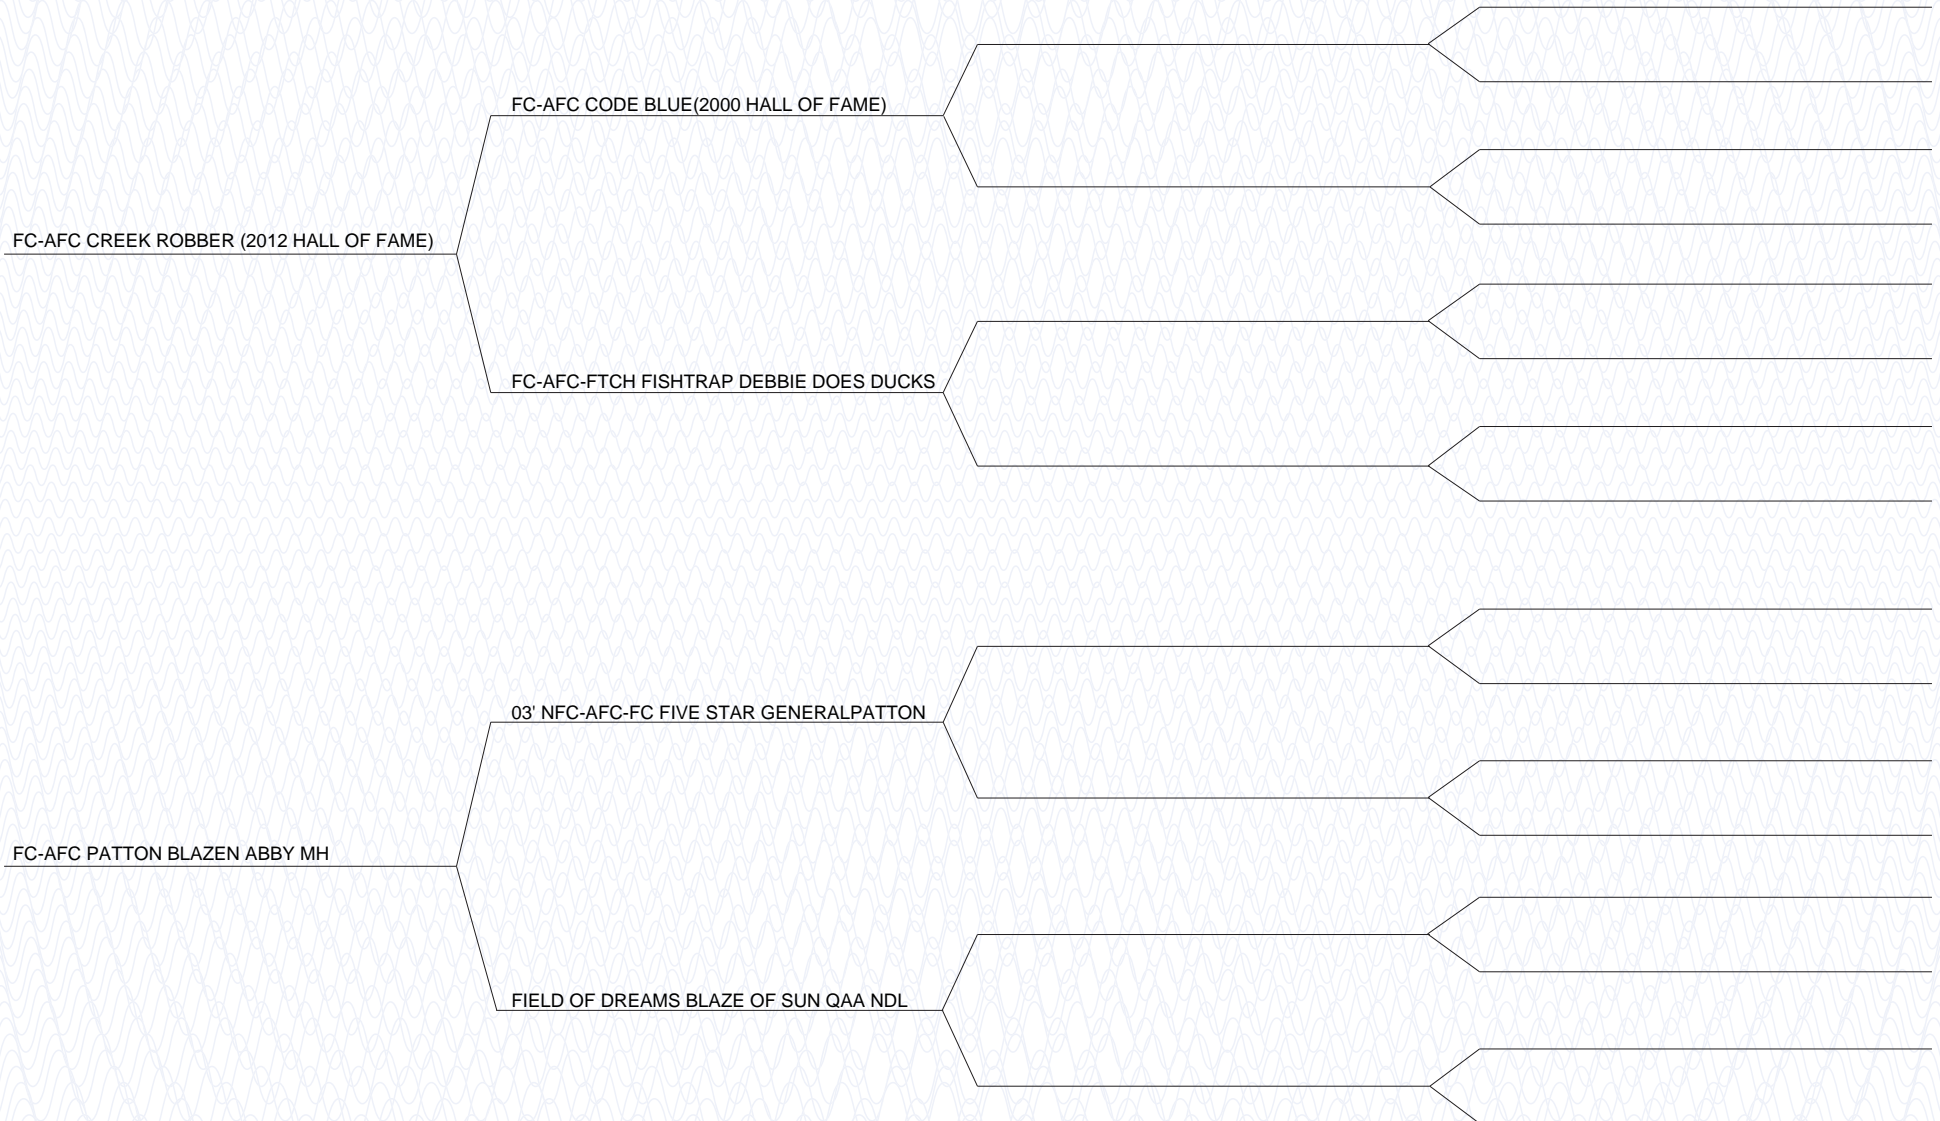 FC-AFC CODE BLUE(2000 HALL OF FAME)
FC-AFC CREEK ROBBER (2012 HALL OF FAME)
FC-AFC-FTCH FISHTRAP DEBBIE DOES DUCKS
03' NFC-AFC-FC FIVE STAR GENERALPATTON
FC-AFC PATTON BLAZEN ABBY MH
FIELD OF DREAMS BLAZE OF SUN QAA NDL